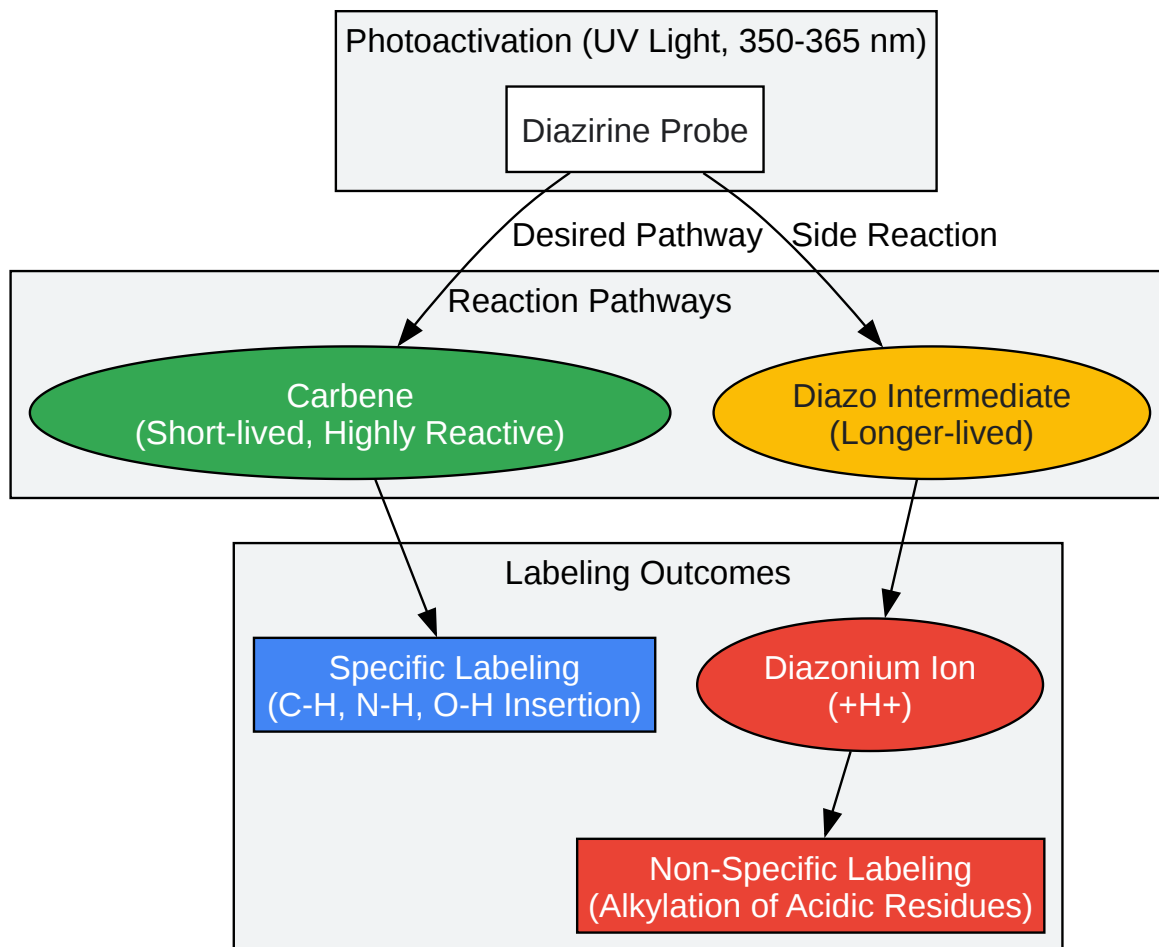 Photoactivation (UV Light, 350-365 nm)
Diazirine Probe
Desired Pathway
Side Reaction
Reaction Pathways
Carbene
(Short-lived, Highly Reactive)
Diazo Intermediate
(Longer-lived)
Labeling Outcomes
Specific Labeling
(C-H, N-H, O-H Insertion)
Diazonium Ion
(+H+)
Non-Specific Labeling
(Alkylation of Acidic Residues)